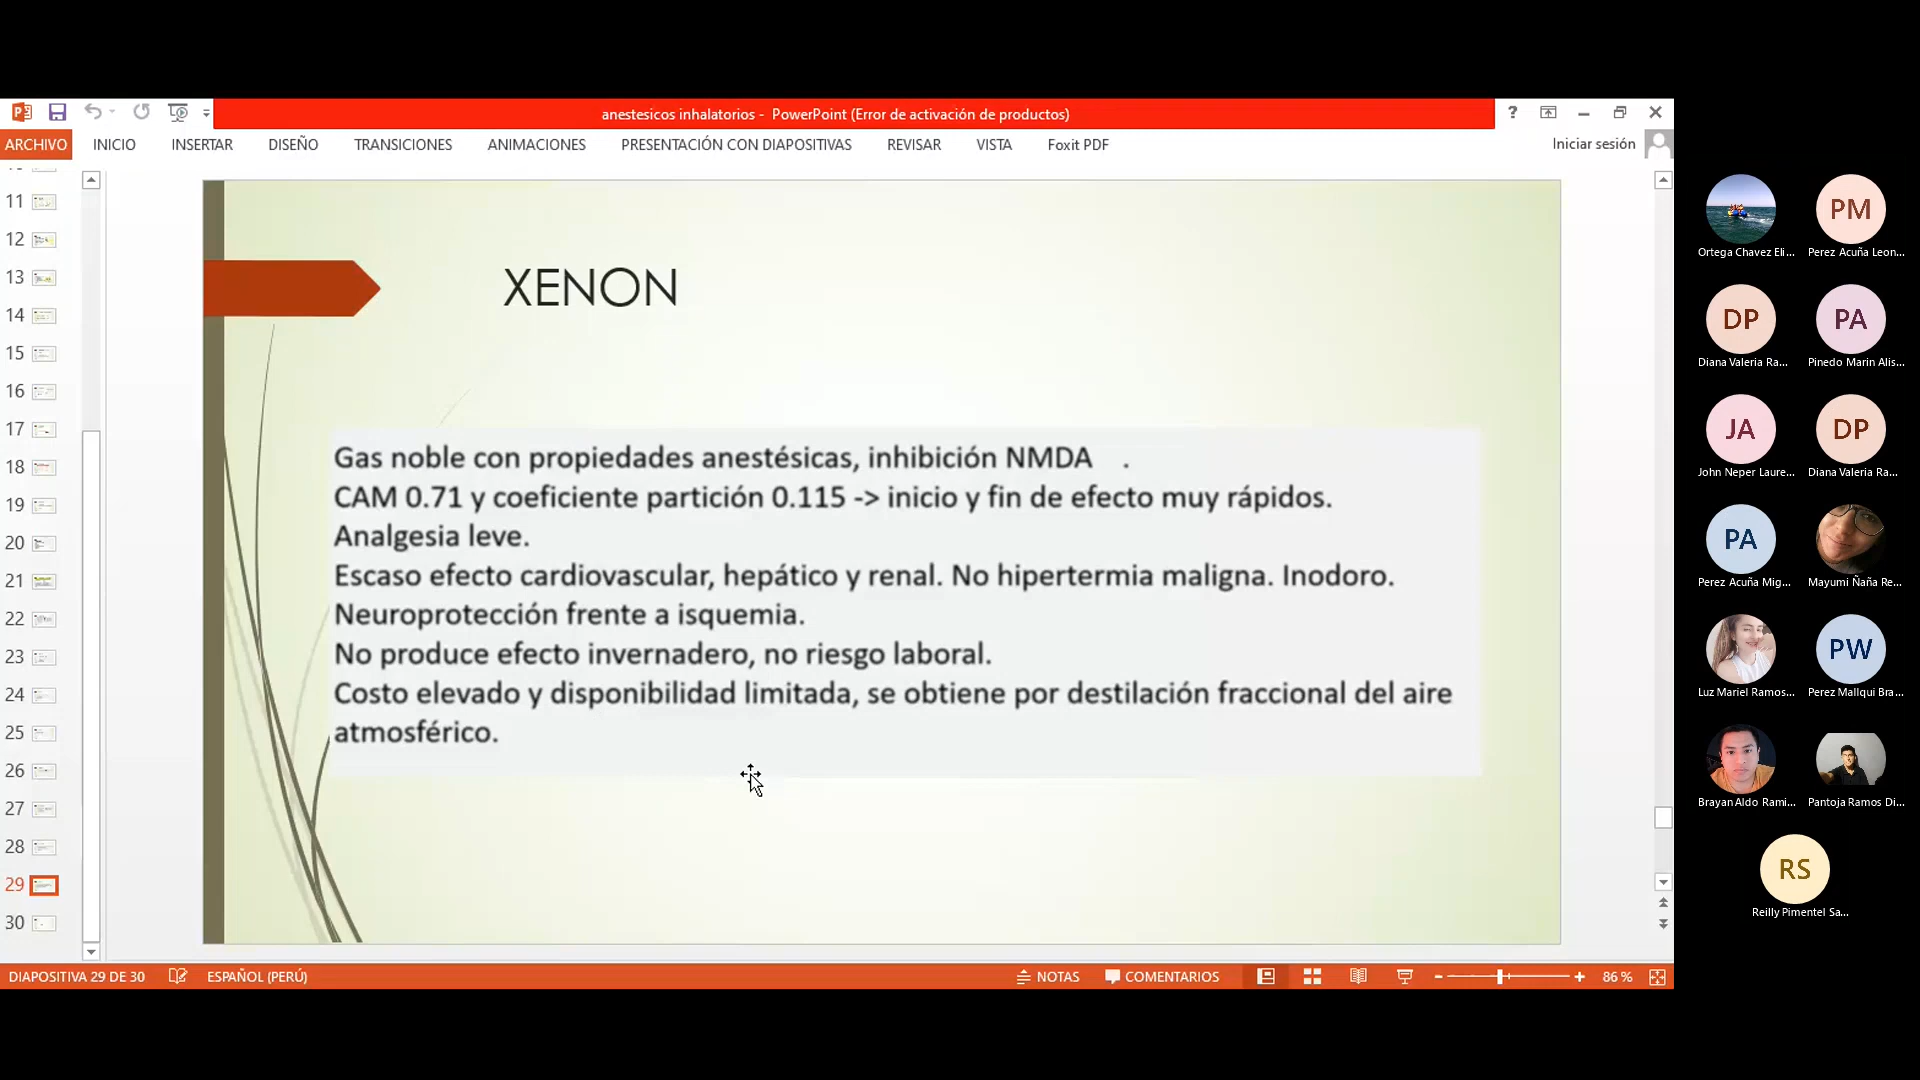 anestesicos inhalatorios - PowerPoint (Error de activación de productos)
?
ARCHIVO INICIO INSERTAR DISEÑO TRANSICIONES ANIMACIONES PRESENTACIÓN CON DIAPOSITIVAS REVISAR VISTA Foxit PDF Iniciar sesión
11
12
13
14
15
16
17
18
19
20
21
22
23
24
25
26
27
28
29
30
XENON
Gas noble con propiedades anestésicas, inhibición NMDA .
CAM 0.71 y coeficiente partición 0.115 -> inicio y fin de efecto muy rápidos.
Analgesia leve.
Escaso efecto cardiovascular, hepático y renal. No hipertermia maligna. Inodoro.
Neuroprotección frente a isquemia.
No produce efecto invernadero, no riesgo laboral.
Costo elevado y disponibilidad limitada, se obtiene por destilación fraccional del aire
atmosférico.
DIAPOSITIVA 29 DE 30 ESPAÑOL (PERÚ) NOTAS COMENTARIOS 86 %
PM
Ortega Chavez Eli... Perez Acuña Leon...
DP PA
Diana Valeria Ra... Pinedo Marin Alis...
JA DP
John Neper Laure... Diana Valeria Ra...
PA
Perez Acuña Mig... Mayumi Ñaña Re...
PW
Luz Mariel Ramos... Perez Mallqui Bra...
Brayan Aldo Rami... Pantoja Ramos Di...
RS
Reilly Pimentel Sa...